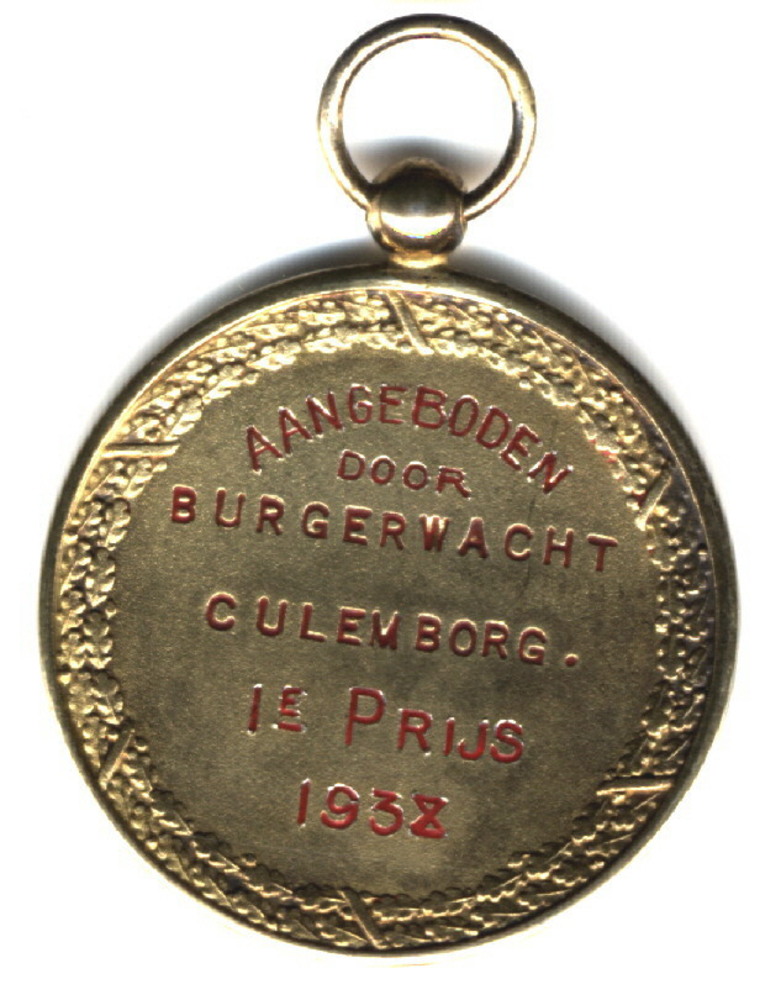 AANGEBODEN
DOOR
BURGERWACHT
CULEMBORG.
1E PRIJS
1938